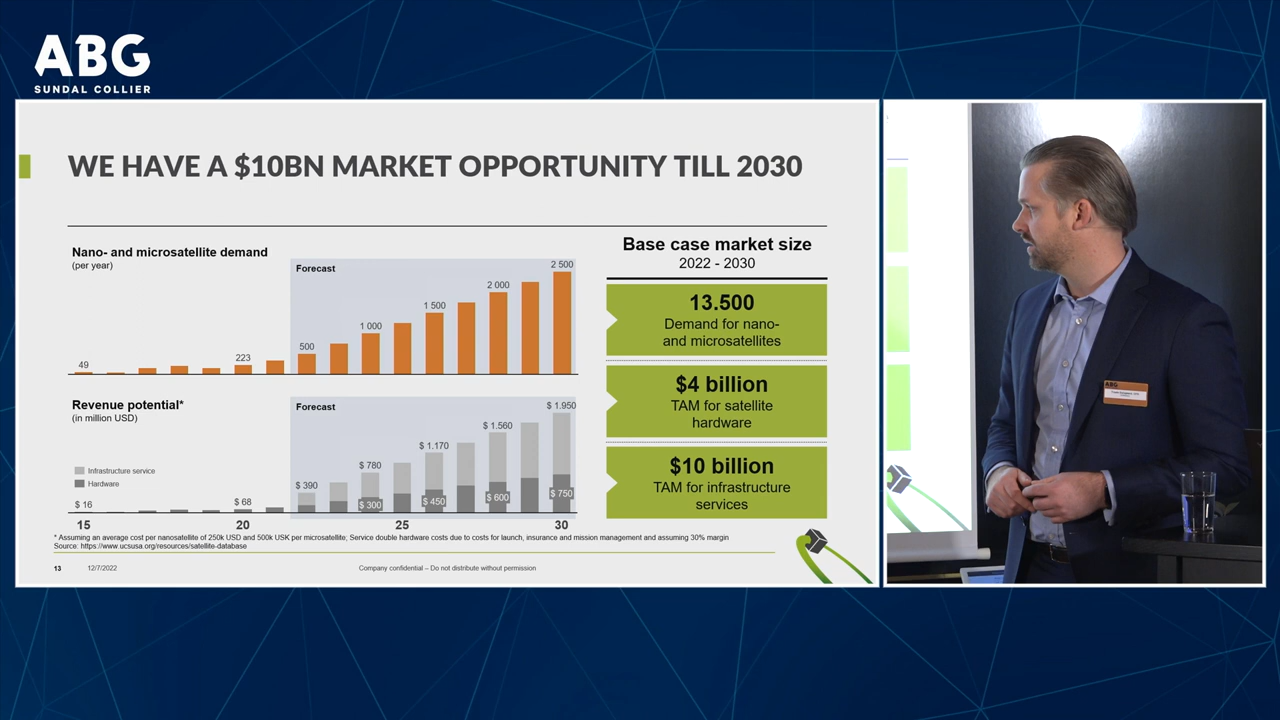 ABG
SUNDAL COLLIER
WE HAVE A $10BN MARKET OPPORTUNITY TILL 2030
Nano- and microsatellite demand
(per year)
Forecast
49
223
500
1 000
1 500
2 000
2 500
Revenue potential*
(in million USD)
Forecast
Infrastructure service
Hardware
$ 16
$ 68
$ 390
$ 780
$ 1.170
$ 1.560
$ 1.950
$ 300
$ 450
$ 600
$ 750
15
20
25
30
Base case market size
2022 - 2030
13.500
Demand for nano-
and microsatellites
$4 billion
TAM for satellite
hardware
$10 billion
TAM for infrastructure
services
* Assuming an average cost per nanosatellite of 250k USD and 500k USK per microsatellite; Service double hardware costs due to costs for launch, insurance and mission management and assuming 30% margin
Source: https://www.ucsusa.org/resources/satellite-database
13
12/7/2022
Company confidential – Do not distribute without permission
ABG